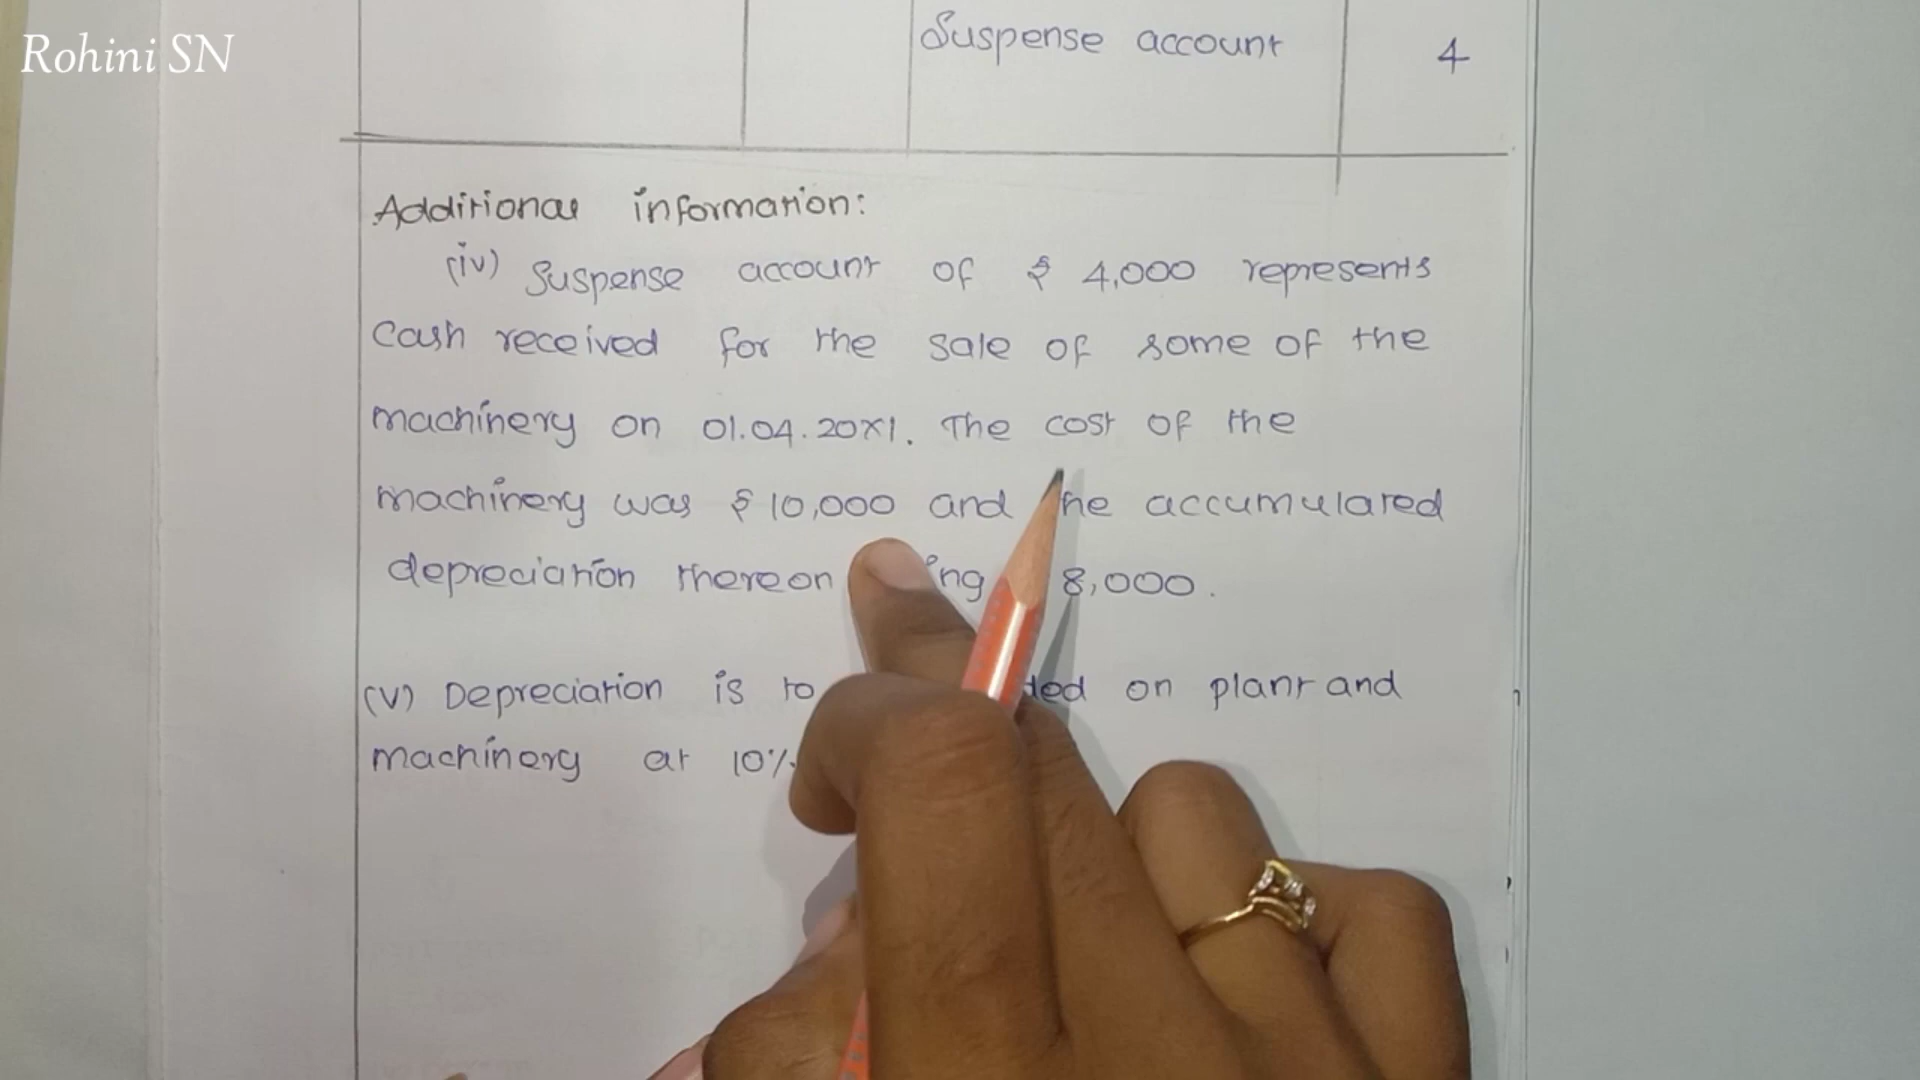 Rohini SN
Suspense account 4
Additional information:
(iv) Suspense account of ₹ 4,000 represents
Cash received for the sale of some of the
machinery on 01.04.20x1. The cost of the
machinery was ₹ 10,000 and the accumulated
depreciation thereon 8,000.
(v) Depreciation is to on plant and
machinery at 10%